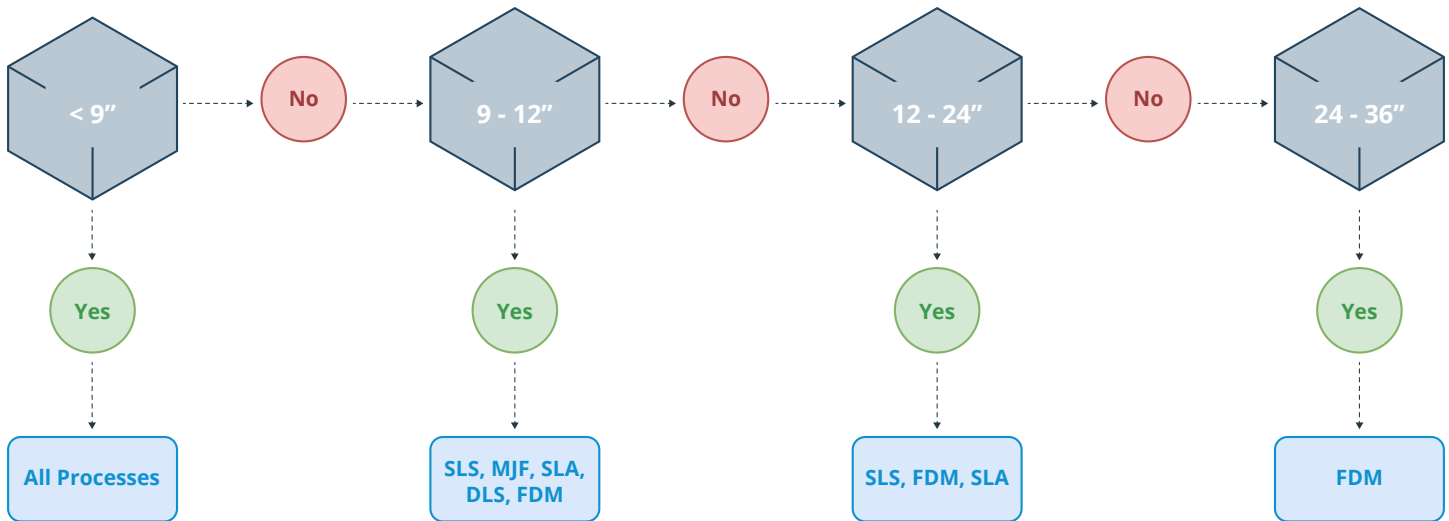 < 9”
No
9 - 12”
No
12 - 24”
No
24 - 36”
Yes
Yes
Yes
Yes
All Processes
SLS, MJF, SLA,
DLS, FDM
SLS, FDM, SLA
FDM